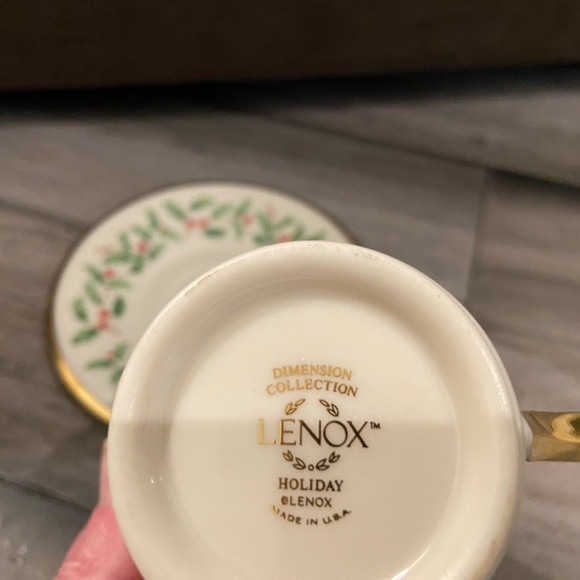 DIMENSION
COLLECTION
LENOX™
HOLIDAY
©LENOX
MADE IN U.S.A.